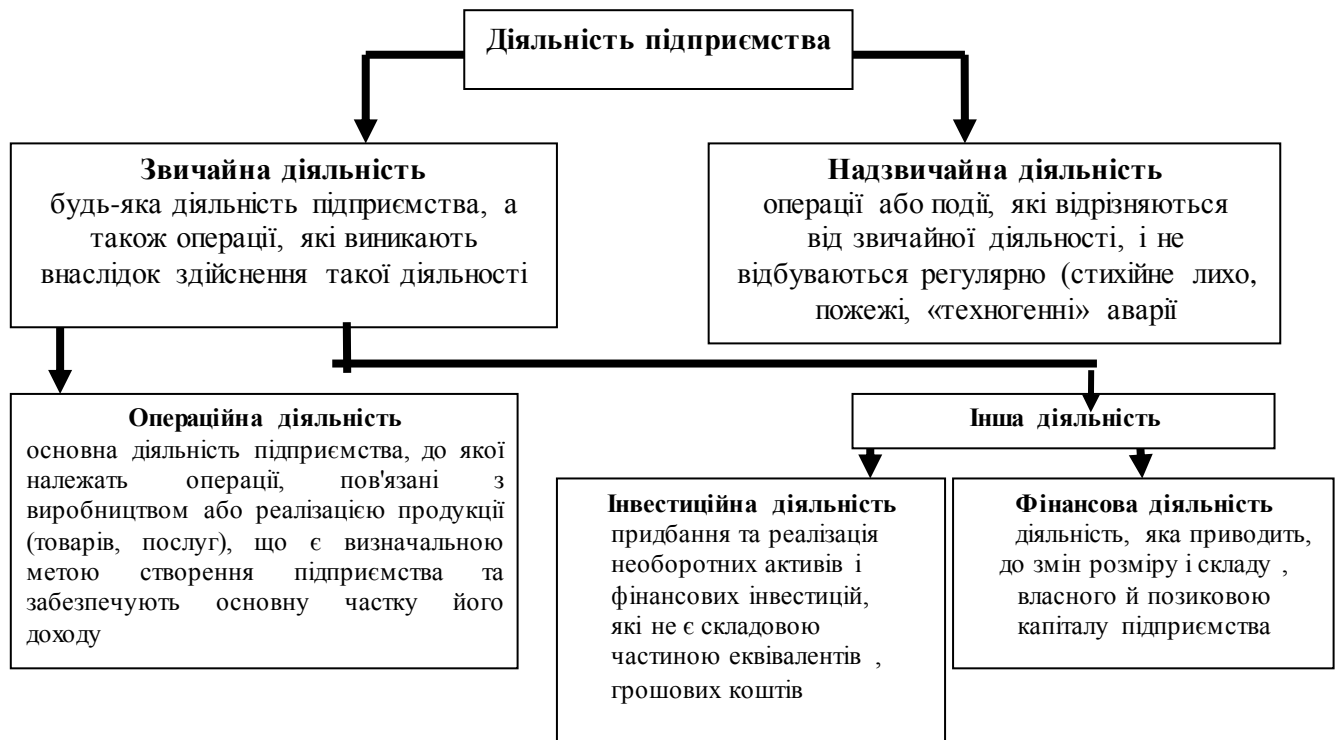 Діяльність підприємства
Звичайна діяльність
будь-яка діяльність підприємства, а
також операції, які виникають
внаслідок здійснення такої діяльності
Надзвичайна діяльність
операції або події, які відрізняються
від звичайної діяльності, і не
відбуваються регулярно (стихійне лихо,
пожежі, «техногенні» аварії
Операційна діяльність
основна діяльність підприємства, до якої
належать операції, пов'язані з
виробництвом або реалізацією продукції
(товарів, послуг), що є визначальною
метою створення підприємства та
забезпечують основну частку його
доходу
Інша діяльність
Інвестиційна діяльність
придбання та реалізація
необоротних активів і
фінансових інвестицій,
які не є складовою
частиною еквівалентів ,
грошових коштів
Фінансова діяльність
діяльність, яка приводить,
до змін розміру і складу ,
власного й позиковою
капіталу підприємства